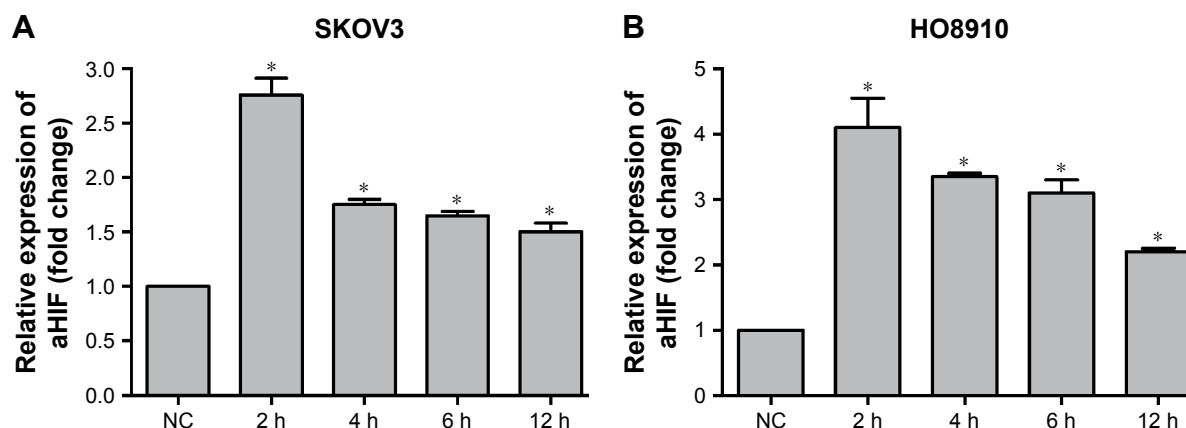 A
SKOV3
Relative expression of
aHIF (fold change)
3.0
2.5
2.0
1.5
1.0
0.5
0.0
*
*
*
*
NC
2 h
4 h
6 h
12 h
B
HO8910
Relative expression of
aHIF (fold change)
5
4
3
2
1
0
*
*
*
*
NC
2 h
4 h
6 h
12 h